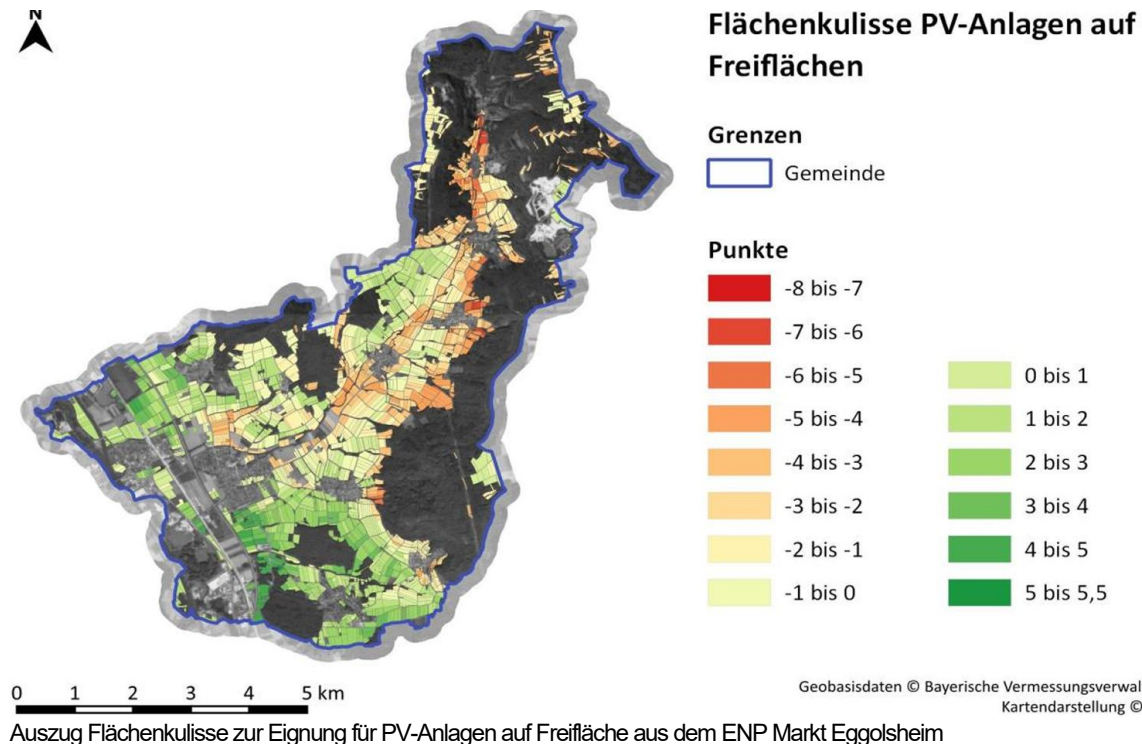 N
Flächenkulisse PV-Anlagen auf
Freiflächen
Grenzen
Gemeinde
Punkte
-8 bis -7
-7 bis -6
-6 bis -5
-5 bis -4
-4 bis -3
-3 bis -2
-2 bis -1
-1 bis 0
0 bis 1
1 bis 2
2 bis 3
3 bis 4
4 bis 5
5 bis 5,5
0 1 2 3 4 5 km
Geobasisdaten © Bayerische Vermessungsverwal
Kartendarstellung ©
Auszug Flächenkulisse zur Eignung für PV-Anlagen auf Freifläche aus dem ENP Markt Eggolsheim